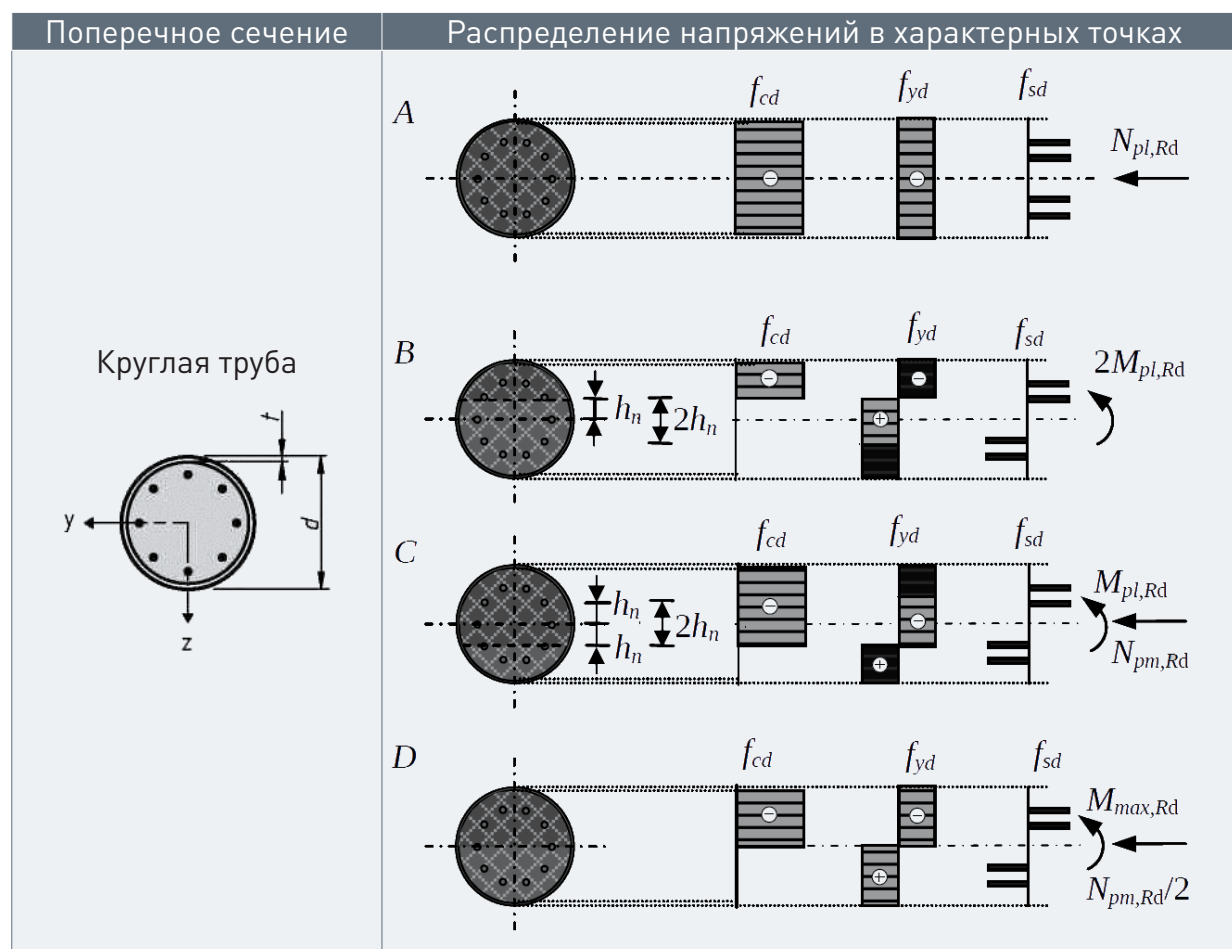 Поперечное сечение
Распределение напряжений в характерных точках
A
f_cd
f_yd
f_sd
N_pl,Rd
Круглая труба
t
d
y
z
B
f_cd
f_yd
f_sd
h_n
2h_n
2M_pl,Rd
C
f_cd
f_yd
f_sd
h_n
h_n
2h_n
M_pl,Rd
N_pm,Rd
D
f_cd
f_yd
f_sd
M_max,Rd
N_pm,Rd/2